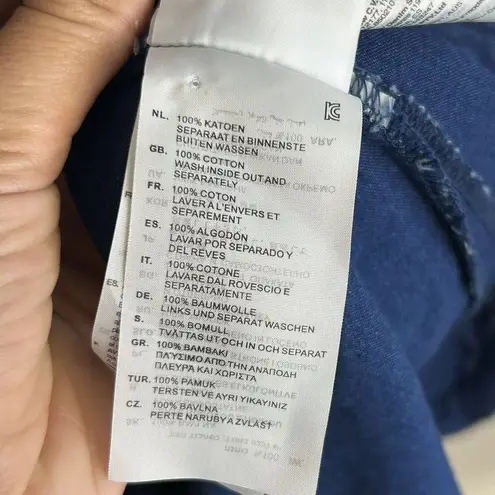 NL. 100% KATOEN
SEPARAAT EN BINNENSTE
BUITEN WASSEN
GB. 100% COTTON
WASH INSIDE OUT AND
SEPARATELY
FR. 100% COTON
LAVER À L'ENVERS ET
SEPAREMENT
ES. 100% ALGODÓN
LAVAR POR SEPARADO Y
DEL REVES
IT. 100% COTONE
LAVARE DAL ROVESCIO E
SEPARATAMENTE
DE. 100% BAUMWOLLE
LINKS UND SEPARAT WASCHEN
S. 100% BOMULL
TVÄTTAS UT OCH IN OCH SEPARAT
GR. 100% ΒΑΜΒΑΚΙ
ΠΛΥΣΙΜΟ ΑΠΟ ΤΗΝ ΑΝΑΠΟΔΗ
ΠΛΕΥΡΑ ΚΑΙ ΧΩΡΙΣΤΑ
TUR. 100% PAMUK
TERSTEN VE AYRI YIKAYINIZ
CZ. 100% BAVLNA
PERTE NARUBY A ZVLAST